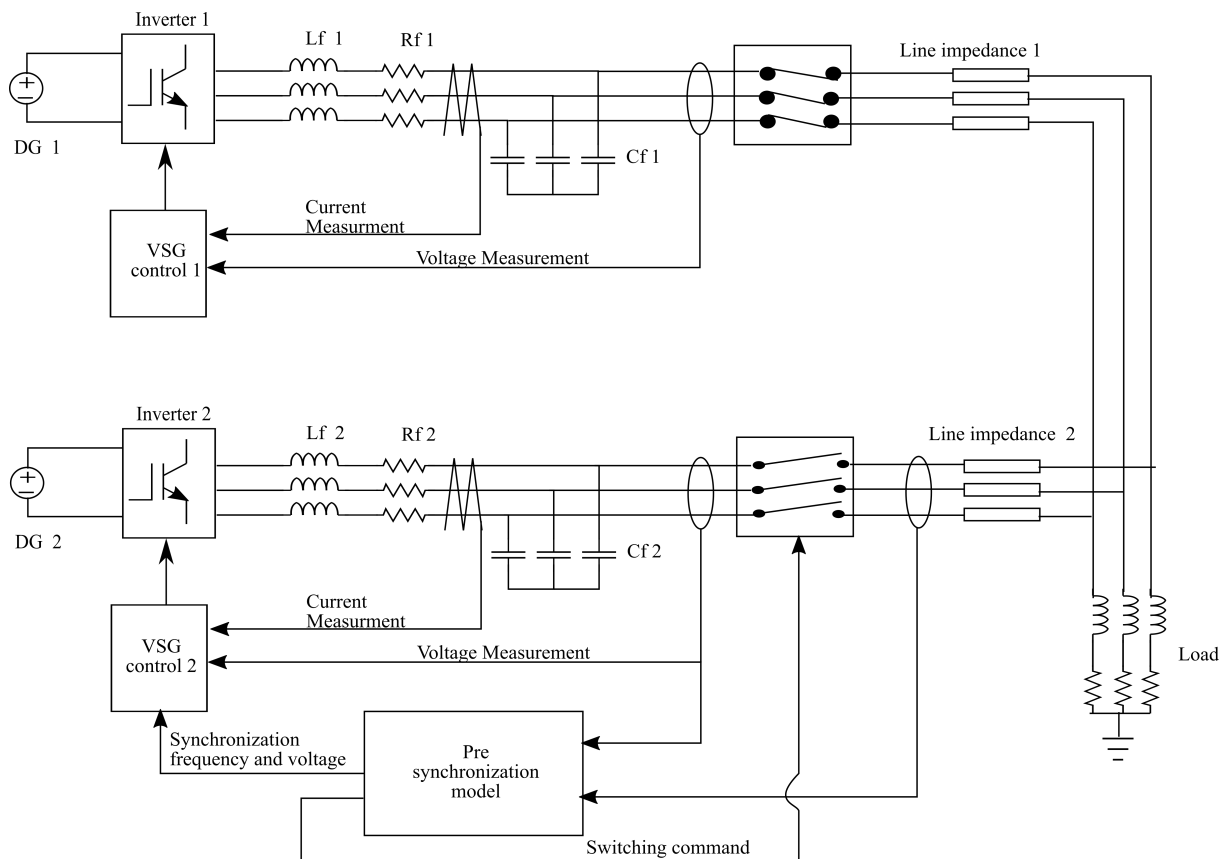 Inverter 1
Lf 1
Rf 1
Line impedance 1
DG 1
Cf 1
Current
Measurment
VSG
control 1
Voltage Measurement
Inverter 2
Lf 2
Rf 2
Line impedance 2
DG 2
Cf 2
Current
Measurment
VSG
control 2
Voltage Measurement
Load
Synchronization
frequency and voltage
Pre
synchronization
model
Switching command